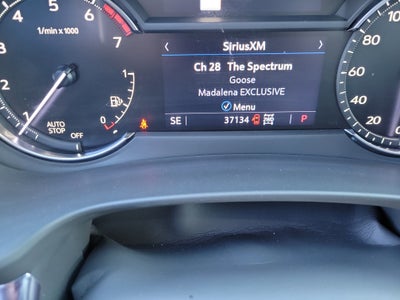 1/min x 1000
7
6
5
4
3
2
1
1
0
AUTO
STOP
OFF
SiriusXM
Ch 28 The Spectrum
Goose
Madalena EXCLUSIVE
Menu
SE 37134 P
100
80
60
40
20
0